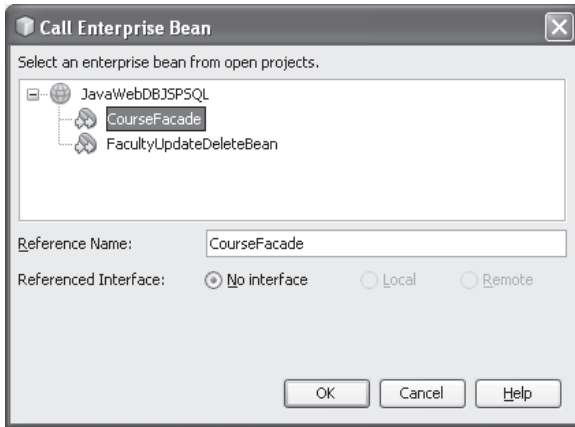 Call Enterprise Bean
Select an enterprise bean from open projects.
JavaWebDBJSPSQL
CourseFacade
FacultyUpdateDeleteBean
Reference Name: CourseFacade
Referenced Interface: No interface Local Remote
OK Cancel Help